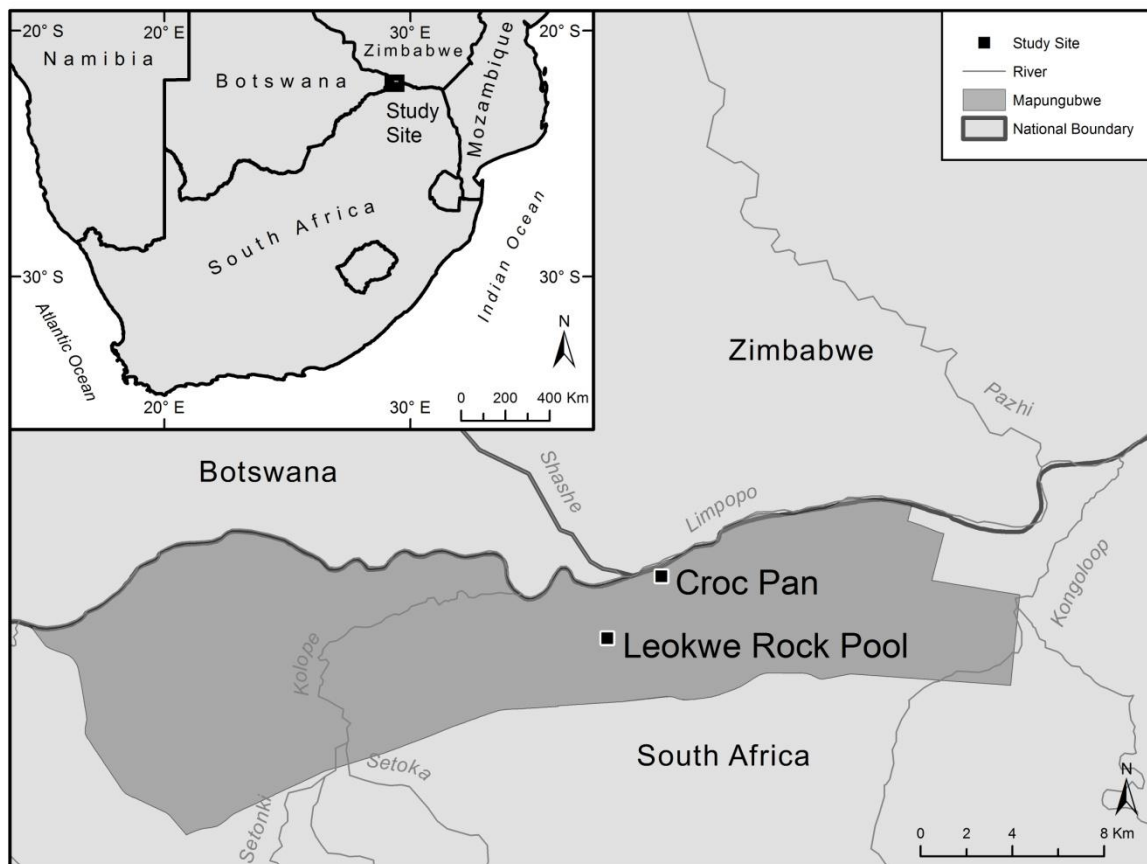 20° S
20° E
30° E
20° S
Namibia
Botswana
Zimbabwe
Mozambique
Study
Site
South Africa
Indian Ocean
30° S
30° S
Atlantic Ocean
N
20° E
30° E
0 200 400 Km
Study Site
River
Mapungubwe
National Boundary
Zimbabwe
Pazhi
Botswana
Shashe
Limpopo
Kongoloop
Croc Pan
Leokwe Rock Pool
Kolope
Setoka
Setonki
South Africa
N
0 2 4 8 Km